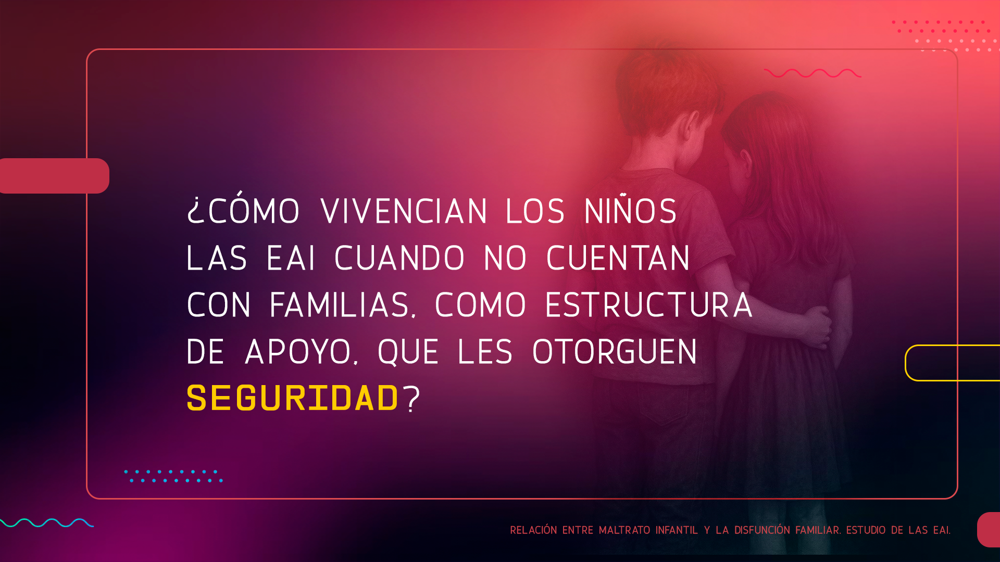 ¿CÓMO VIVENCIAN LOS NIÑOS
LAS EAI CUANDO NO CUENTAN
CON FAMILIAS, COMO ESTRUCTURA
DE APOYO, QUE LES OTORGUEN
SEGURIDAD?
RELACIÓN ENTRE MALTRATO INFANTIL Y LA DISFUNCIÓN FAMILIAR. ESTUDIO DE LAS EAI.